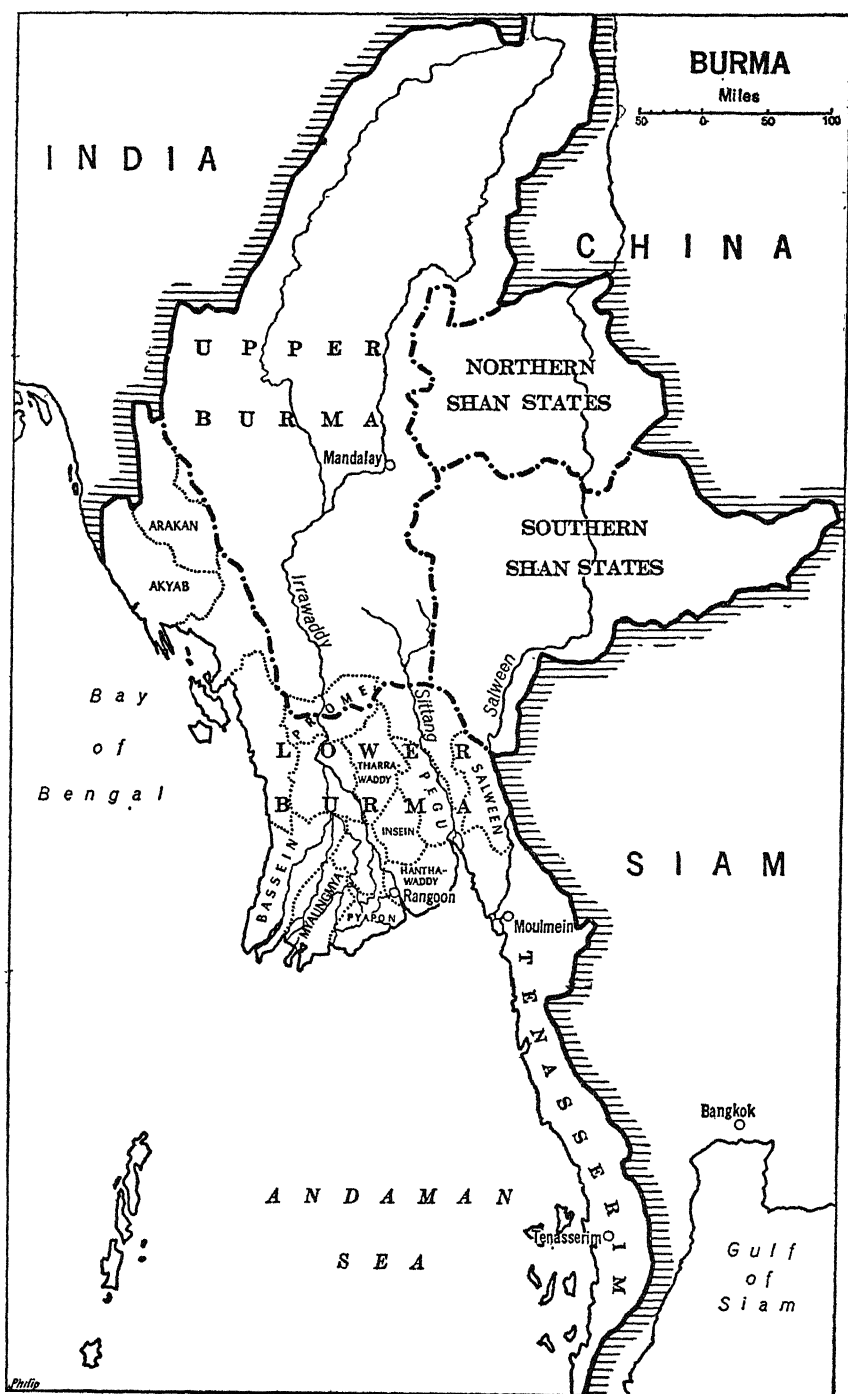 BURMA
Miles
50 0 50 100
INDIA
CHINA
UPPER
BURMA
NORTHERN
SHAN STATES
Mandalay
ARAKAN
SOUTHERN
SHAN STATES
AKYAB
Irrawaddy
Salween
Sittang
Bay
of
Bengal
PROME
LOWER
BURMA
THARRA
WADDY
PEGU
SALWEEN
INSEIN
BASSEIN
MYAUNGMYA
HANTHA-
WADDY
Rangoon
PYAPON
SIAM
Moulmein
TENASSERIM
Bangkok
ANDAMAN
SEA
Tenasserim
Gulf
of
Siam
Philip